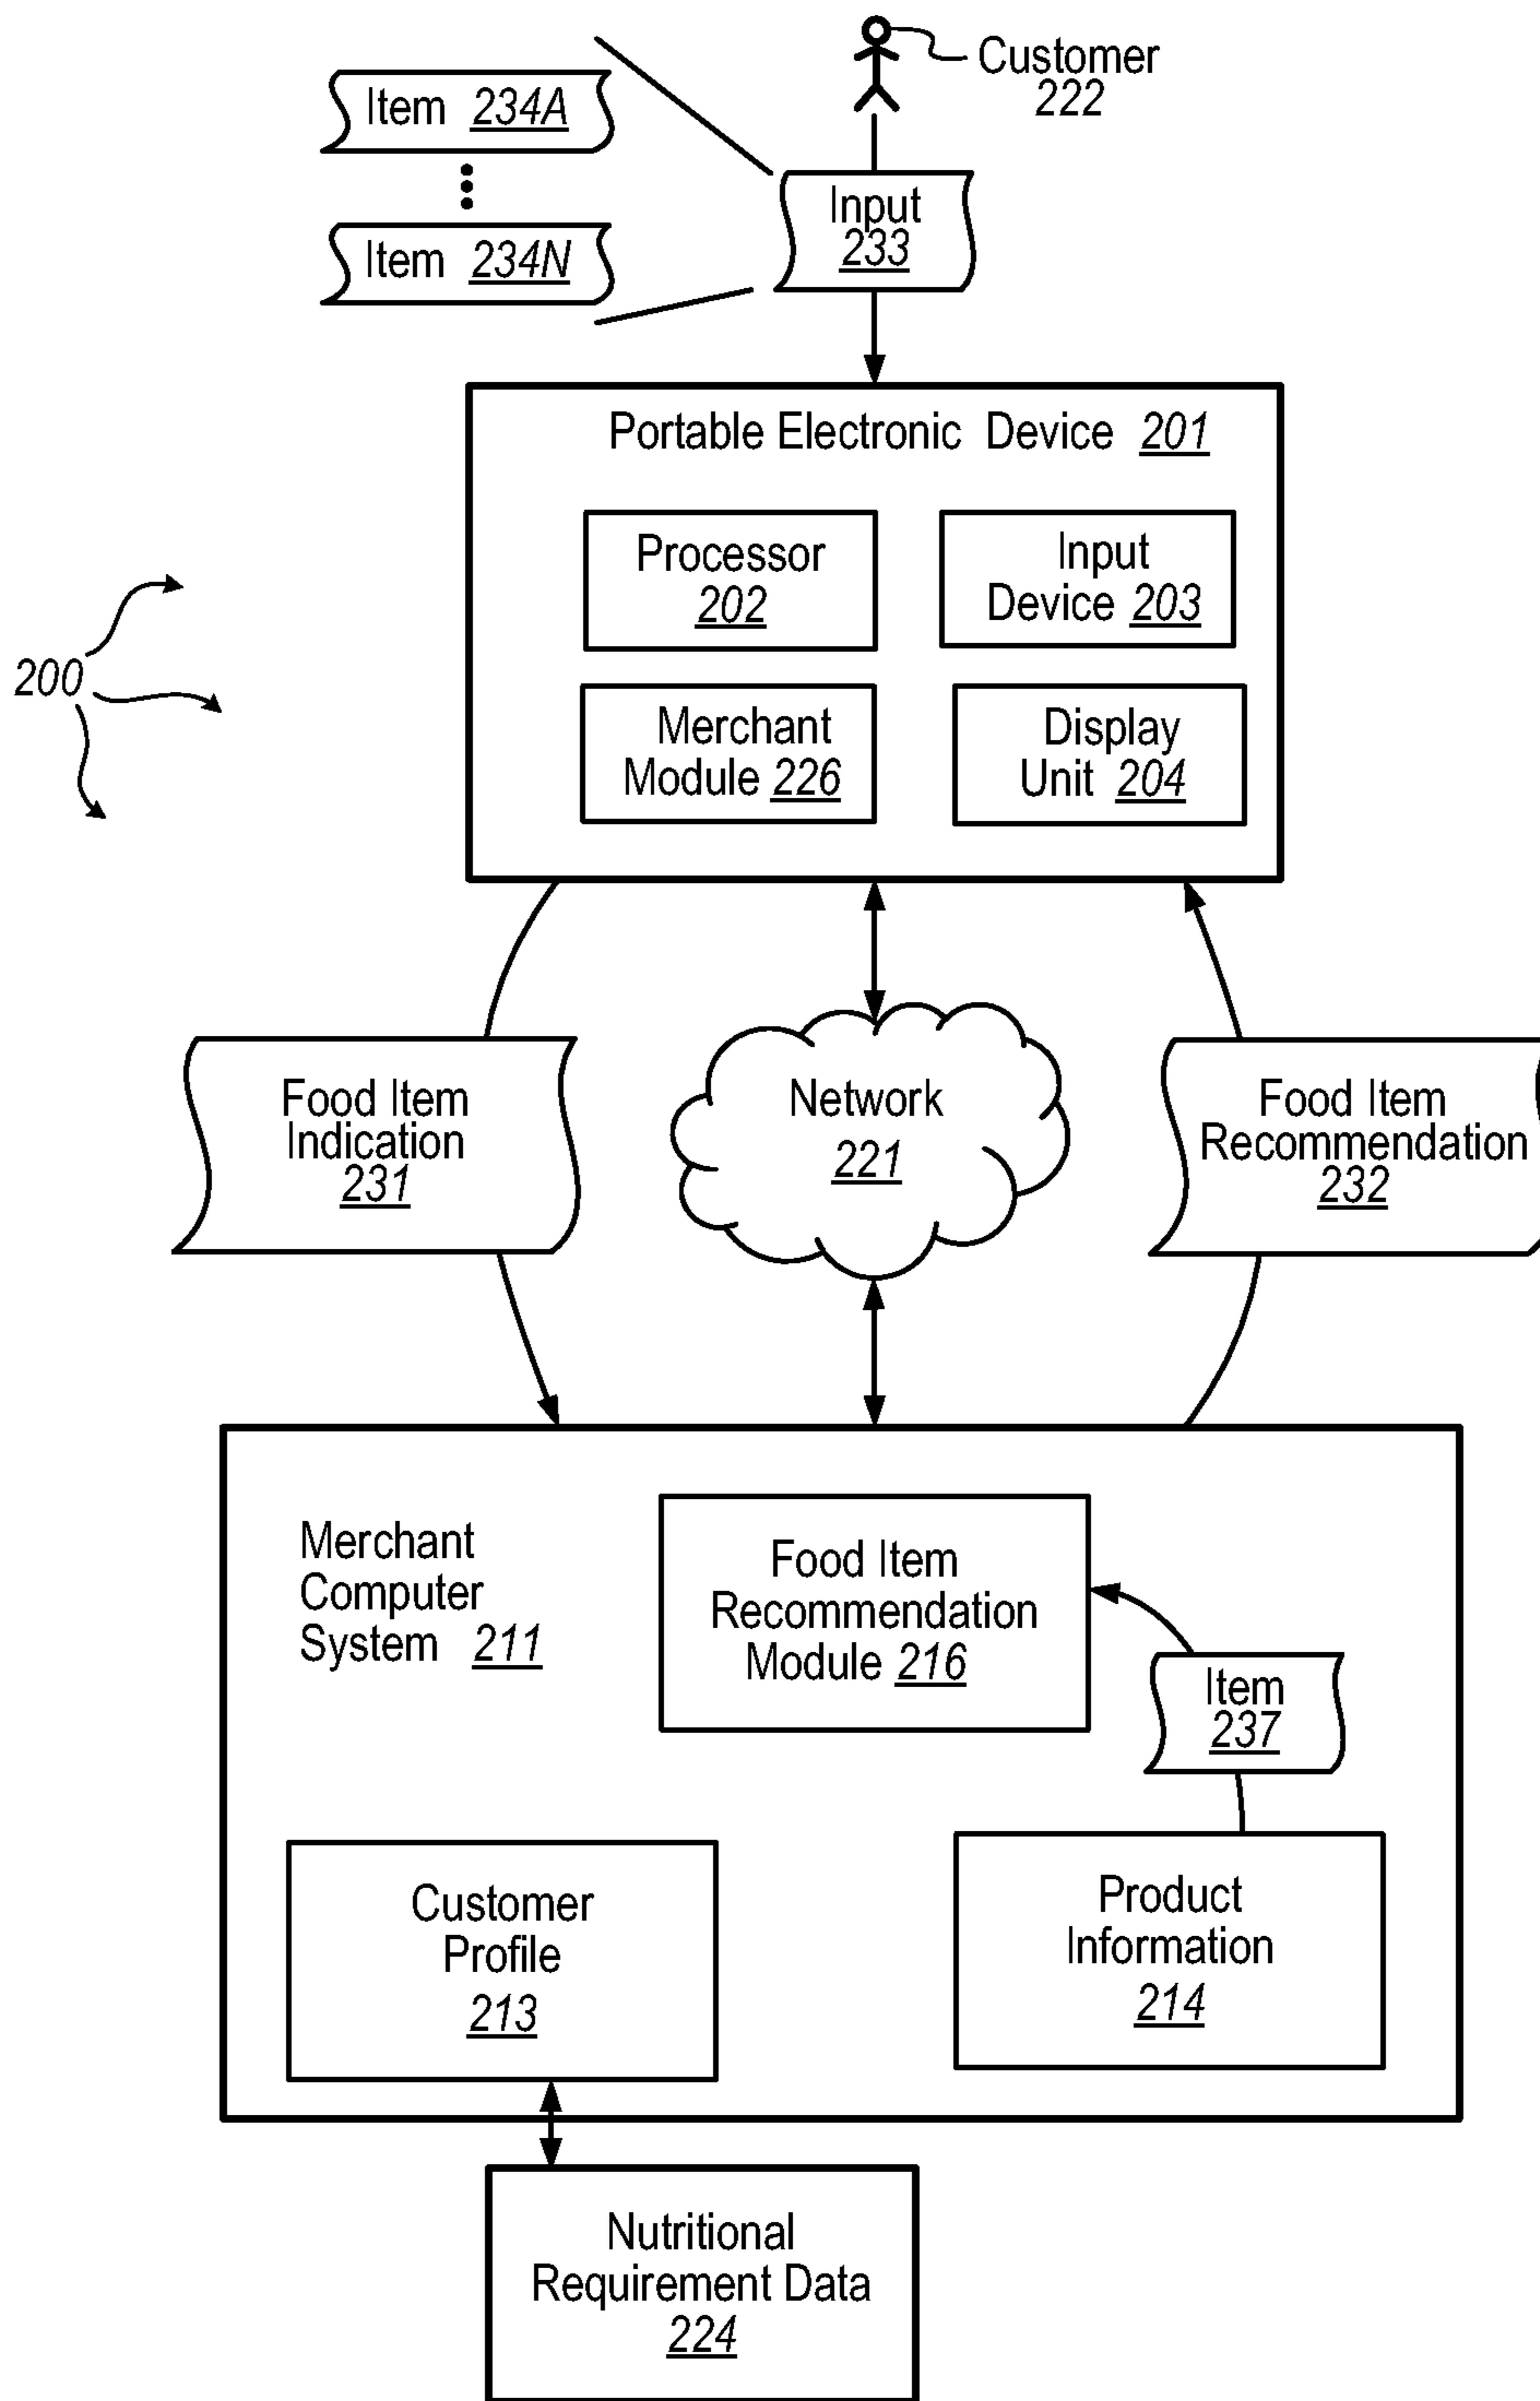 Customer
222
Item 234A
Item 234N
Input
233
Portable Electronic Device 201
Processor
202
Input
Device 203
Merchant
Module 226
Display
Unit 204
200
Food Item
Indication
231
Network
221
Food Item
Recommendation
232
Merchant
Computer
System 211
Food Item
Recommendation
Module 216
Item
237
Customer
Profile
213
Product
Information
214
Nutritional
Requirement Data
224